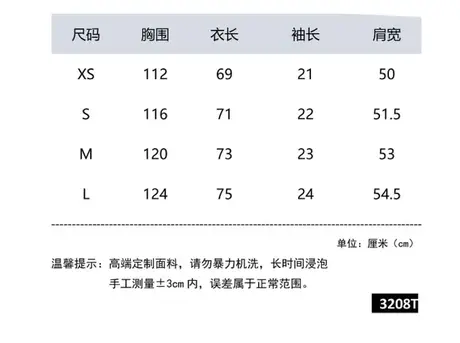 尺码 胸围 衣长 袖长 肩宽
XS 112 69 21 50
S 116 71 22 51.5
M 120 73 23 53
L 124 75 24 54.5
单位：厘米（cm）
温馨提示：高端定制面料，请勿暴力机洗，长时间浸泡
手工测量±3cm内，误差属于正常范围。
3208T